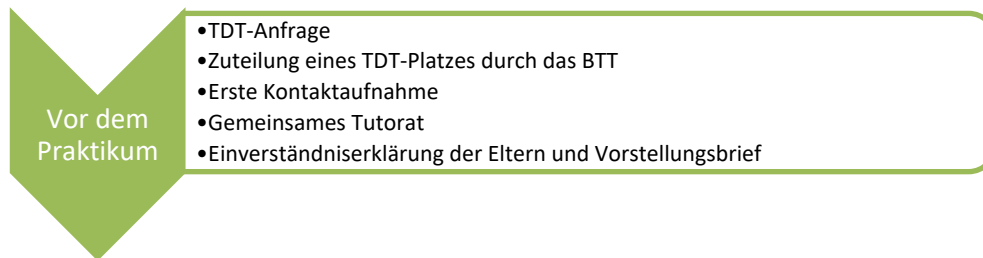 Vor dem
Praktikum
•TDT-Anfrage
•Zuteilung eines TDT-Platzes durch das BTT
•Erste Kontaktaufnahme
•Gemeinsames Tutorat
•Einverständniserklärung der Eltern und Vorstellungsbrief